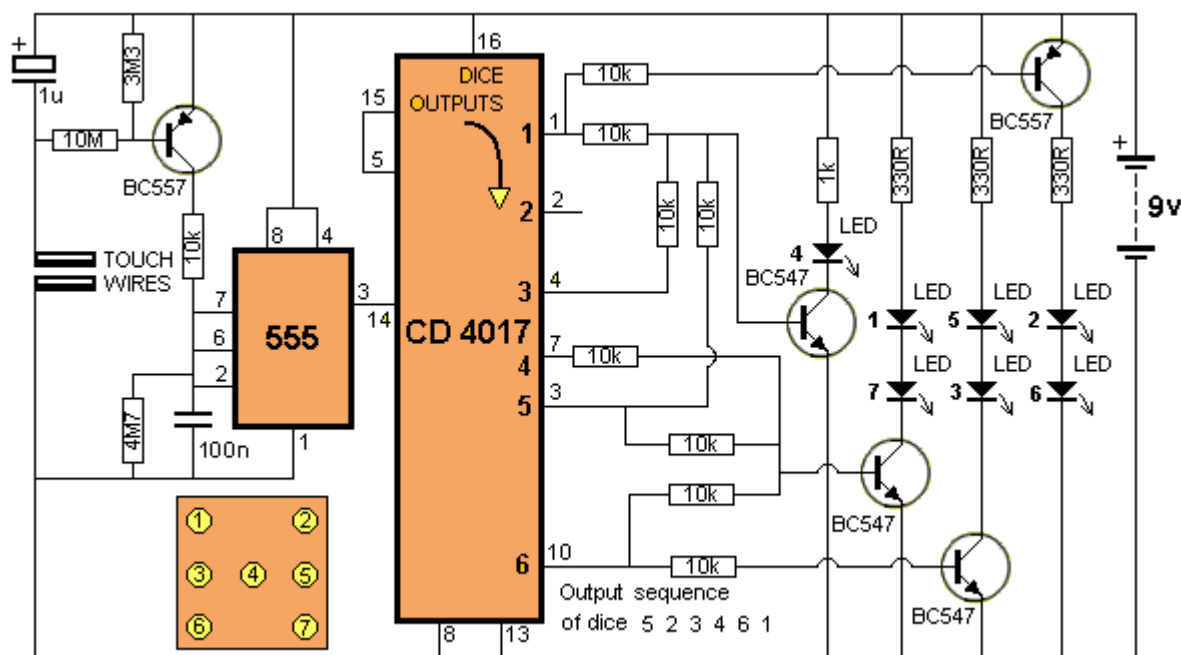 +
1u
3M3
10M
BC557
10k
TOUCH
WIRES
8
4
7
6
2
555
3
1
4M7
100n
1
2
3
4
5
6
7
16
DICE
OUTPUTS
15
5
14
CD 4017
1
2
3
4
5
6
1
2
4
7
3
10
8
13
10k
10k
10k
10k
10k
10k
10k
10k
Output sequence
of dice 5 2 3 4 6 1
1k
LED
4
BC547
330R
LED
1
LED
7
BC547
330R
LED
5
LED
3
BC547
BC557
330R
LED
2
LED
6
+
9v